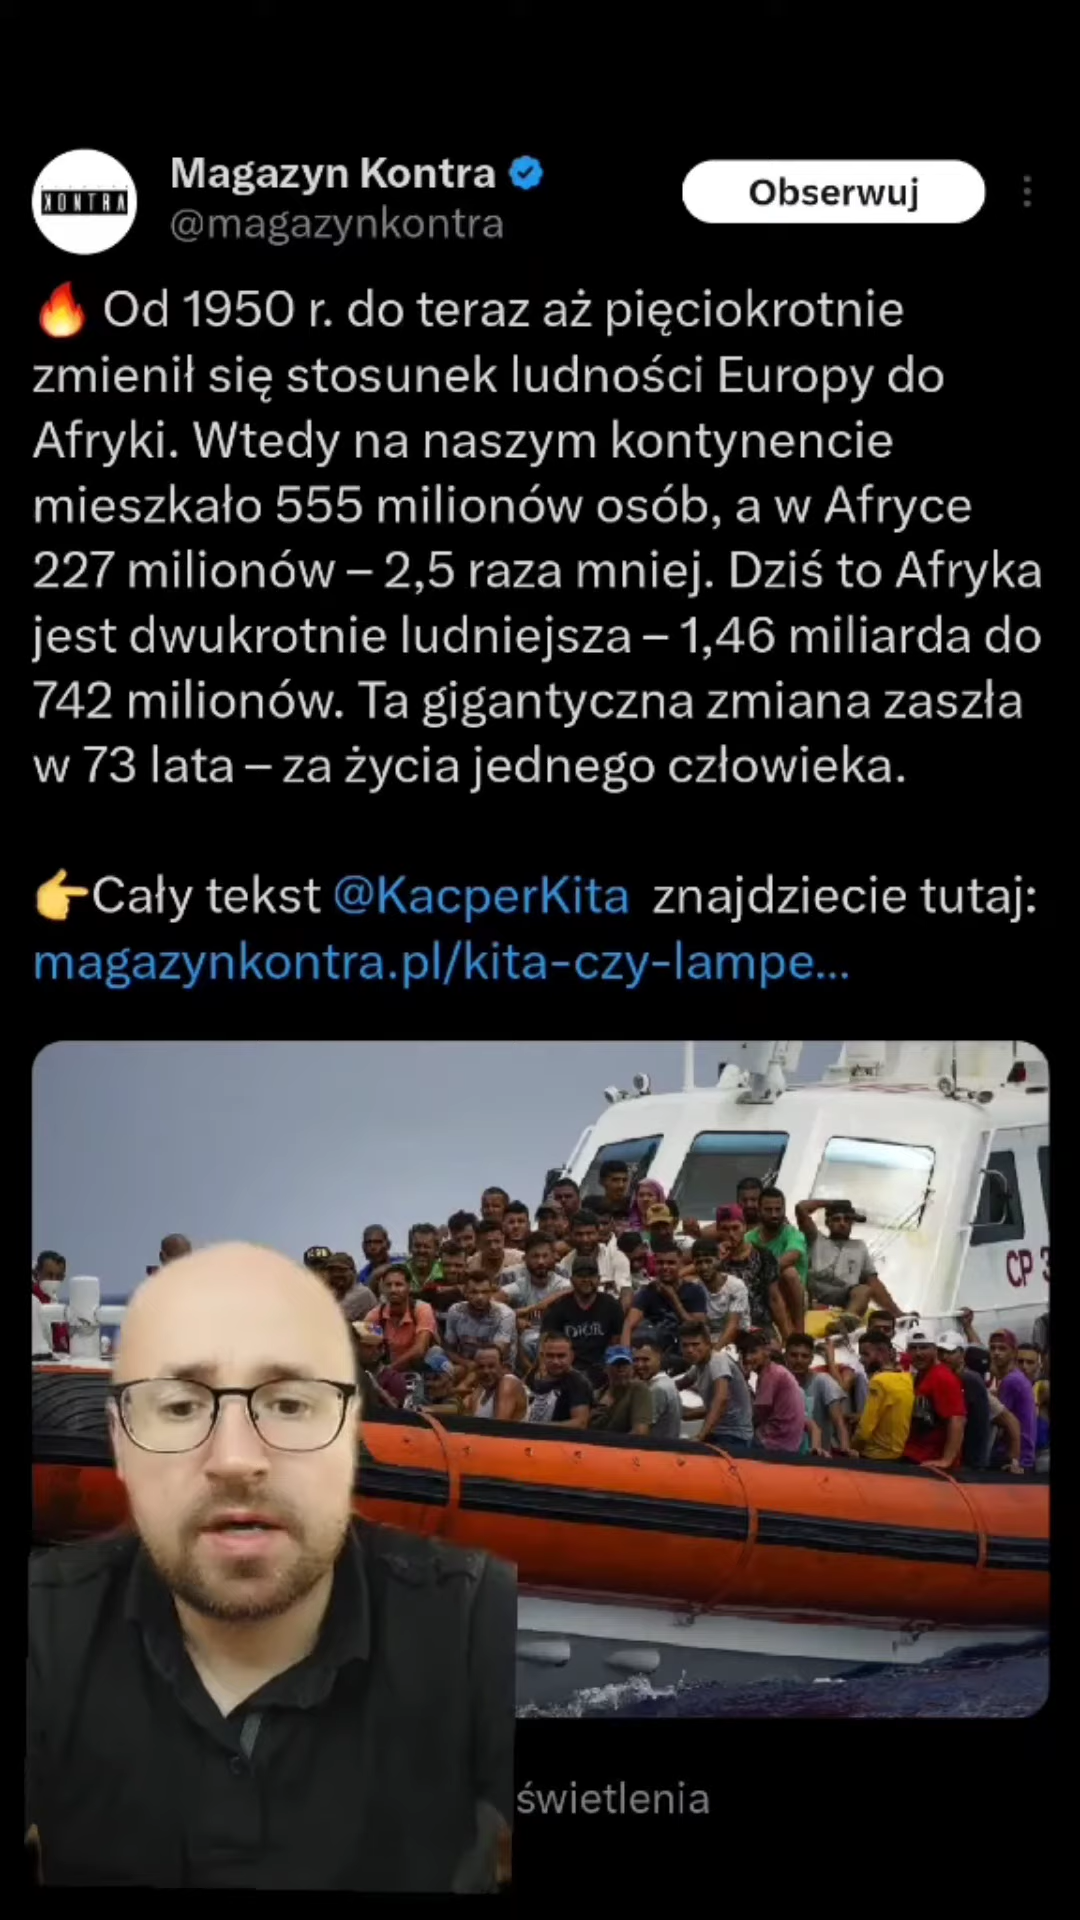 KONTRA
Magazyn Kontra
@magazynkontra
Obserwuj
🔥 Od 1950 r. do teraz aż pięciokrotnie
zmienił się stosunek ludności Europy do
Afryki. Wtedy na naszym kontynencie
mieszkało 555 milionów osób, a w Afryce
227 milionów – 2,5 raza mniej. Dziś to Afryka
jest dwukrotnie ludniejsza – 1,46 miliarda do
742 milionów. Ta gigantyczna zmiana zaszła
w 73 lata – za życia jednego człowieka.
👉Cały tekst @KacperKita znajdziecie tutaj:
magazynkontra.pl/kita-czy-lampe...
CP 3
DIOR
świetlenia